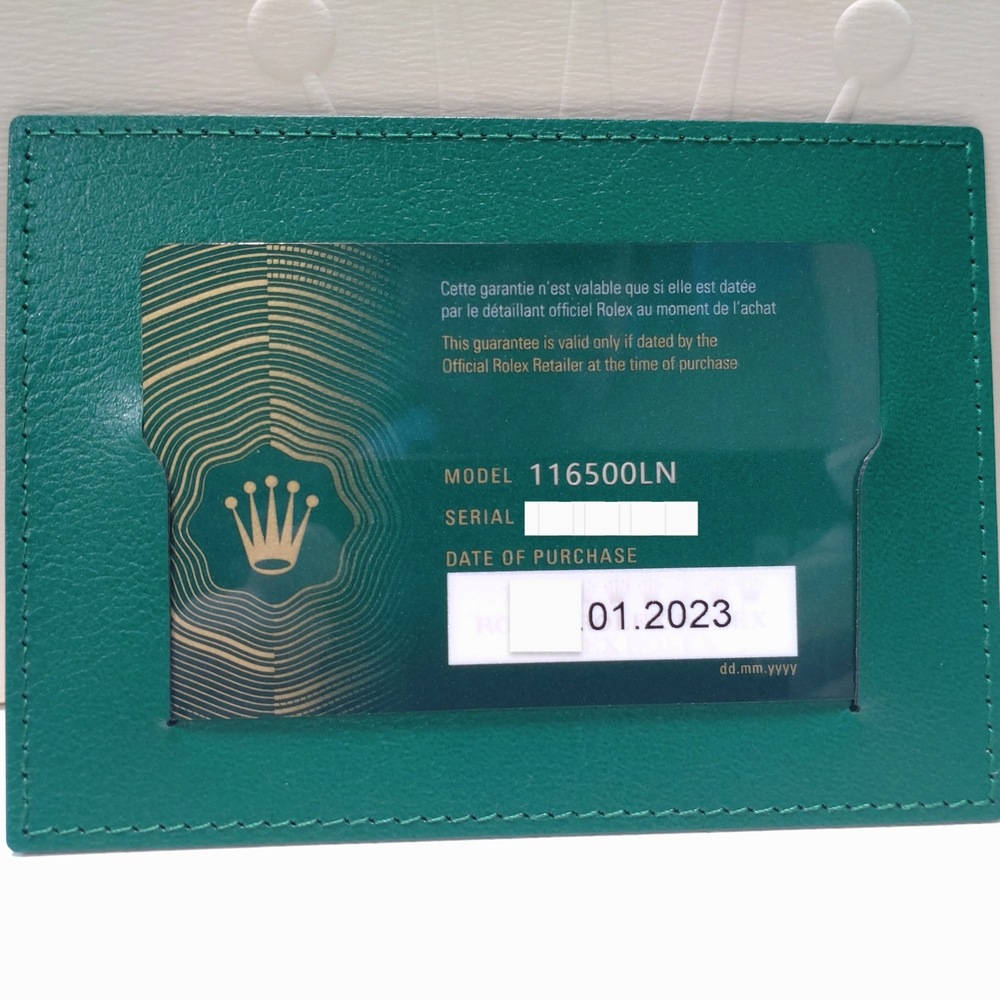 Cette garantie n'est valable que si elle est datée
par le détaillant officiel Rolex au moment de l'achat
This guarantee is valid only if dated by the
Official Rolex Retailer at the time of purchase
MODEL 116500LN
SERIAL
DATE OF PURCHASE
.01.2023
dd.mm.yyyy